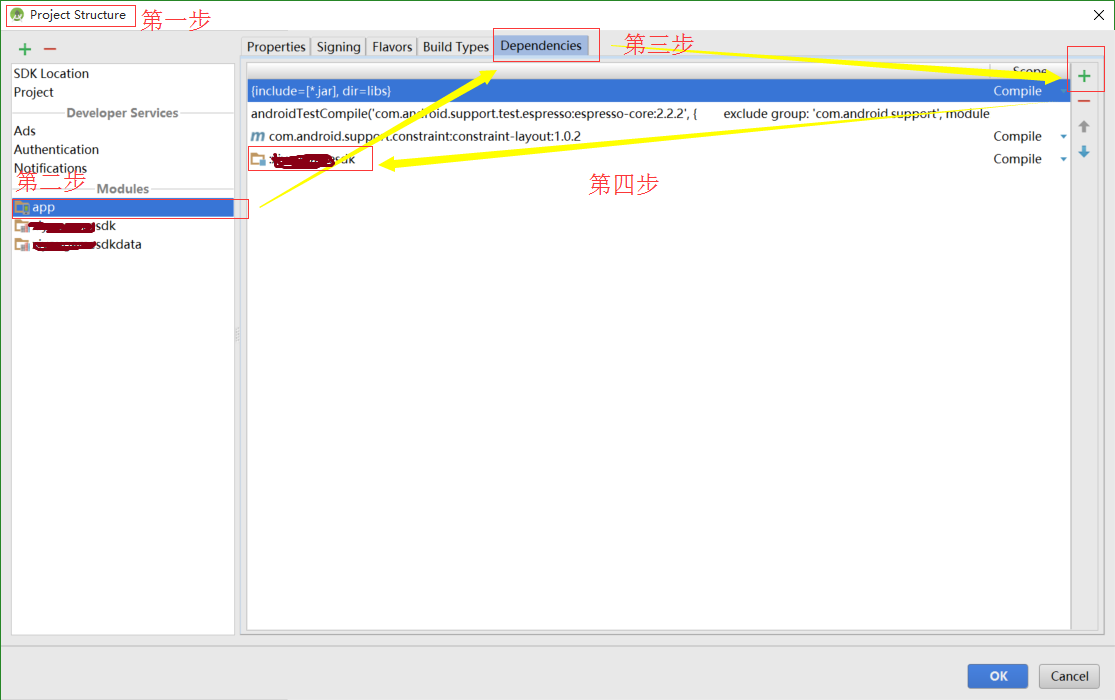 Project Structure
第一步
Properties
Signing
Flavors
Build Types
Dependencies
第三步
SDK Location
Project
Developer Services
Ads
Authentication
Notifications
第二步
Modules
app
sdk
sdkdata
Scope
{include=[*.jar], dir=libs}
Compile
androidTestCompile('com.android.support.test.espresso:espresso-core:2.2.2', { exclude group: 'com.android.support', module
m com.android.support.constraint:constraint-layout:1.0.2
Compile
sdk
Compile
第四步
OK
Cancel